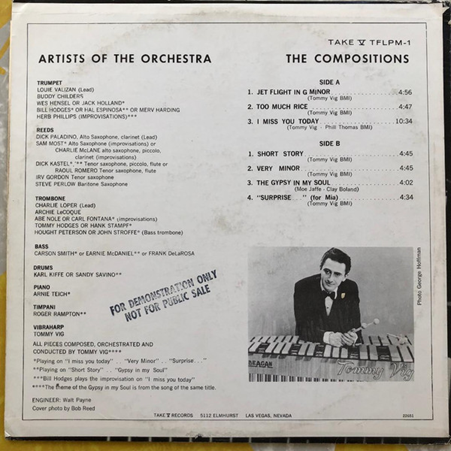 TAKE V TFLPM-1
ARTISTS OF THE ORCHESTRA
THE COMPOSITIONS
TRUMPET
LOUIE VALIZAN (Lead)
BUDDY CHILDERS
WES HENSEL OR JACK HOLLAND*
BILL HODGES* OR HAL ESPINOSA** OR MERV HARDING
HERB PHILLIPS (IMPROVISATIONS)***
REEDS
DICK PALADINO, Alto Saxophone, clarinet (Lead)
SAM MOST* Alto Saxophone (improvisations) or
CHARLIE McLANE alto saxophone, piccolo,
clarinet (improvisations)
DICK KASTEL*,** Tenor saxophone, piccolo, flute or
RAOUL ROMERO Tenor saxophone, flute
IRV GORDON Tenor saxophone
STEVE PERLOW Baritone Saxophone
TROMBONE
CHARLIE LOPER (Lead)
ARCHIE LeCOQUE
ABE NOLE OR CARL FONTANA* (improvisations)
TOMMY HODGES OR HANK STAMPF*
HOUGHT PETERSON OR JOHN STROFFE* (Bass trombone)
BASS
CARSON SMITH* or EARNIE McDANIEL** or FRANK DeLaROSA
DRUMS
KARL KIFFE OR SANDY SAVINO**
PIANO
ARNIE TEICH*
TIMPANI
ROGER RAMPTON**
VIBRAHARP
TOMMY VIG
ALL PIECES COMPOSED, ORCHESTRATED AND
CONDUCTED BY TOMMY VIG****
*Playing on "I miss you today" . . "Very Minor" . . "Surprise . . ."
**Playing on "Short Story" . . "Gypsy in my Soul"
***Bill Hodges plays the improvisation on "I miss you today"
****The theme of the Gypsy in my Soul is from the song of the same title.
ENGINEER: Walt Payne
Cover photo by Bob Reed
SIDE A
1. JET FLIGHT IN G MINOR 4:56
(Tommy Vig BMI)
2. TOO MUCH RICE 4:47
(Tommy Vig BMI)
3. I MISS YOU TODAY 10:34
(Tommy Vig - Phil Thomas BMI)
SIDE B
1. SHORT STORY 4:45
(Tommy Vig BMI)
2. VERY MINOR 4:45
(Tommy Vig BMI)
3. THE GYPSY IN MY SOUL 4:02
(Moe Jaffe - Clay Boland)
4. "SURPRISE . . ." (for Mia) 4:34
(Tommy Vig BMI)
FOR DEMONSTRATION ONLY
NOT FOR PUBLIC SALE
Photo George Hoffman
DEAGAN
Tommy Vig
TAKE V RECORDS 5112 ELMHURST LAS VEGAS, NEVADA